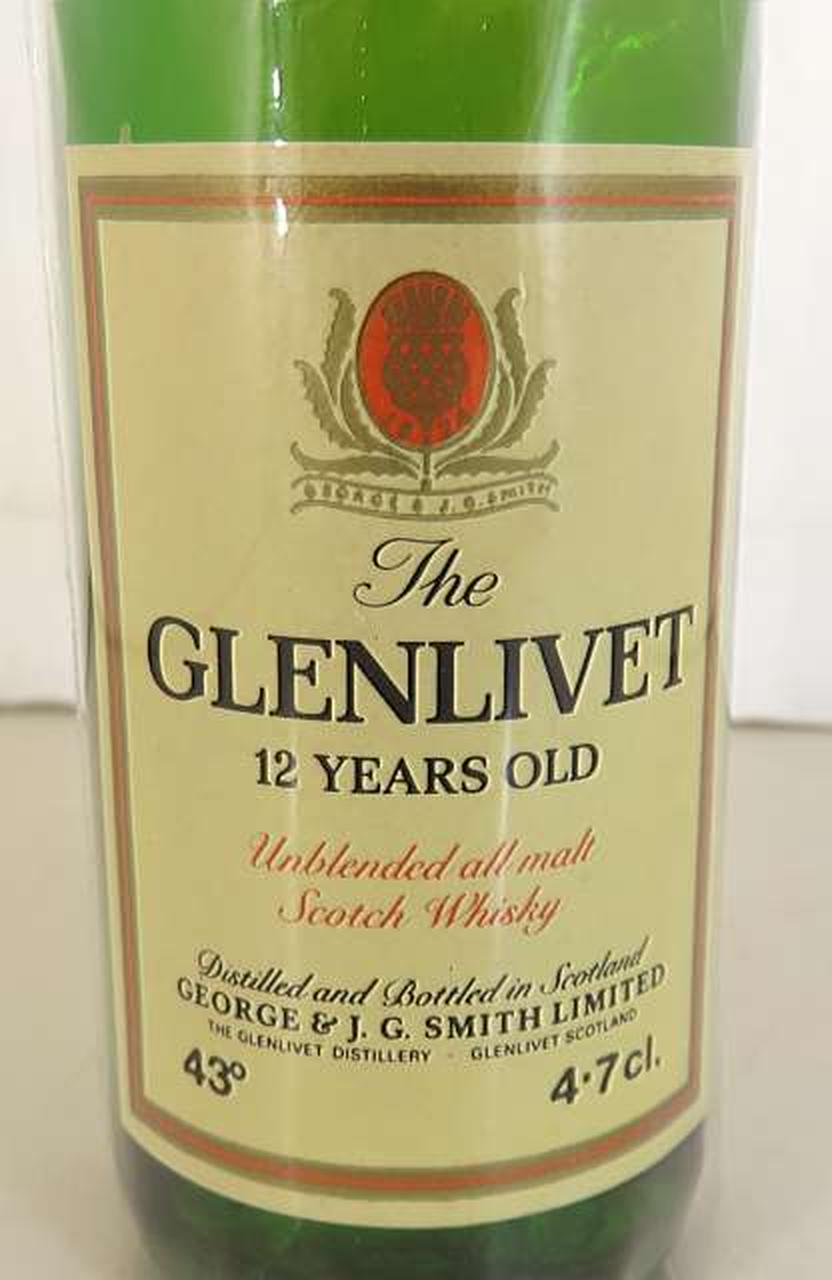 GEORGE & J.G. Smith
The
GLENLIVET
12 YEARS OLD
Unblended all malt
Scotch Whisky
Distilled and Bottled in Scotland
GEORGE & J. G. SMITH LIMITED
THE GLENLIVET DISTILLERY · GLENLIVET SCOTLAND
43º 4·7cl.